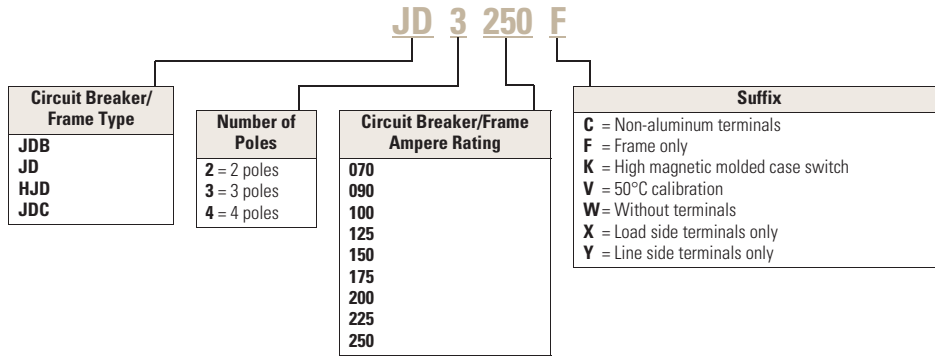 JD 3 250 F
Circuit Breaker/
Frame Type
JDB
JD
HJD
JDC
Number of
Poles
2 = 2 poles
3 = 3 poles
4 = 4 poles
Circuit Breaker/Frame
Ampere Rating
070
090
100
125
150
175
200
225
250
Suffix
C = Non-aluminum terminals
F = Frame only
K = High magnetic molded case switch
V = 50°C calibration
W= Without terminals
X = Load side terminals only
Y = Line side terminals only